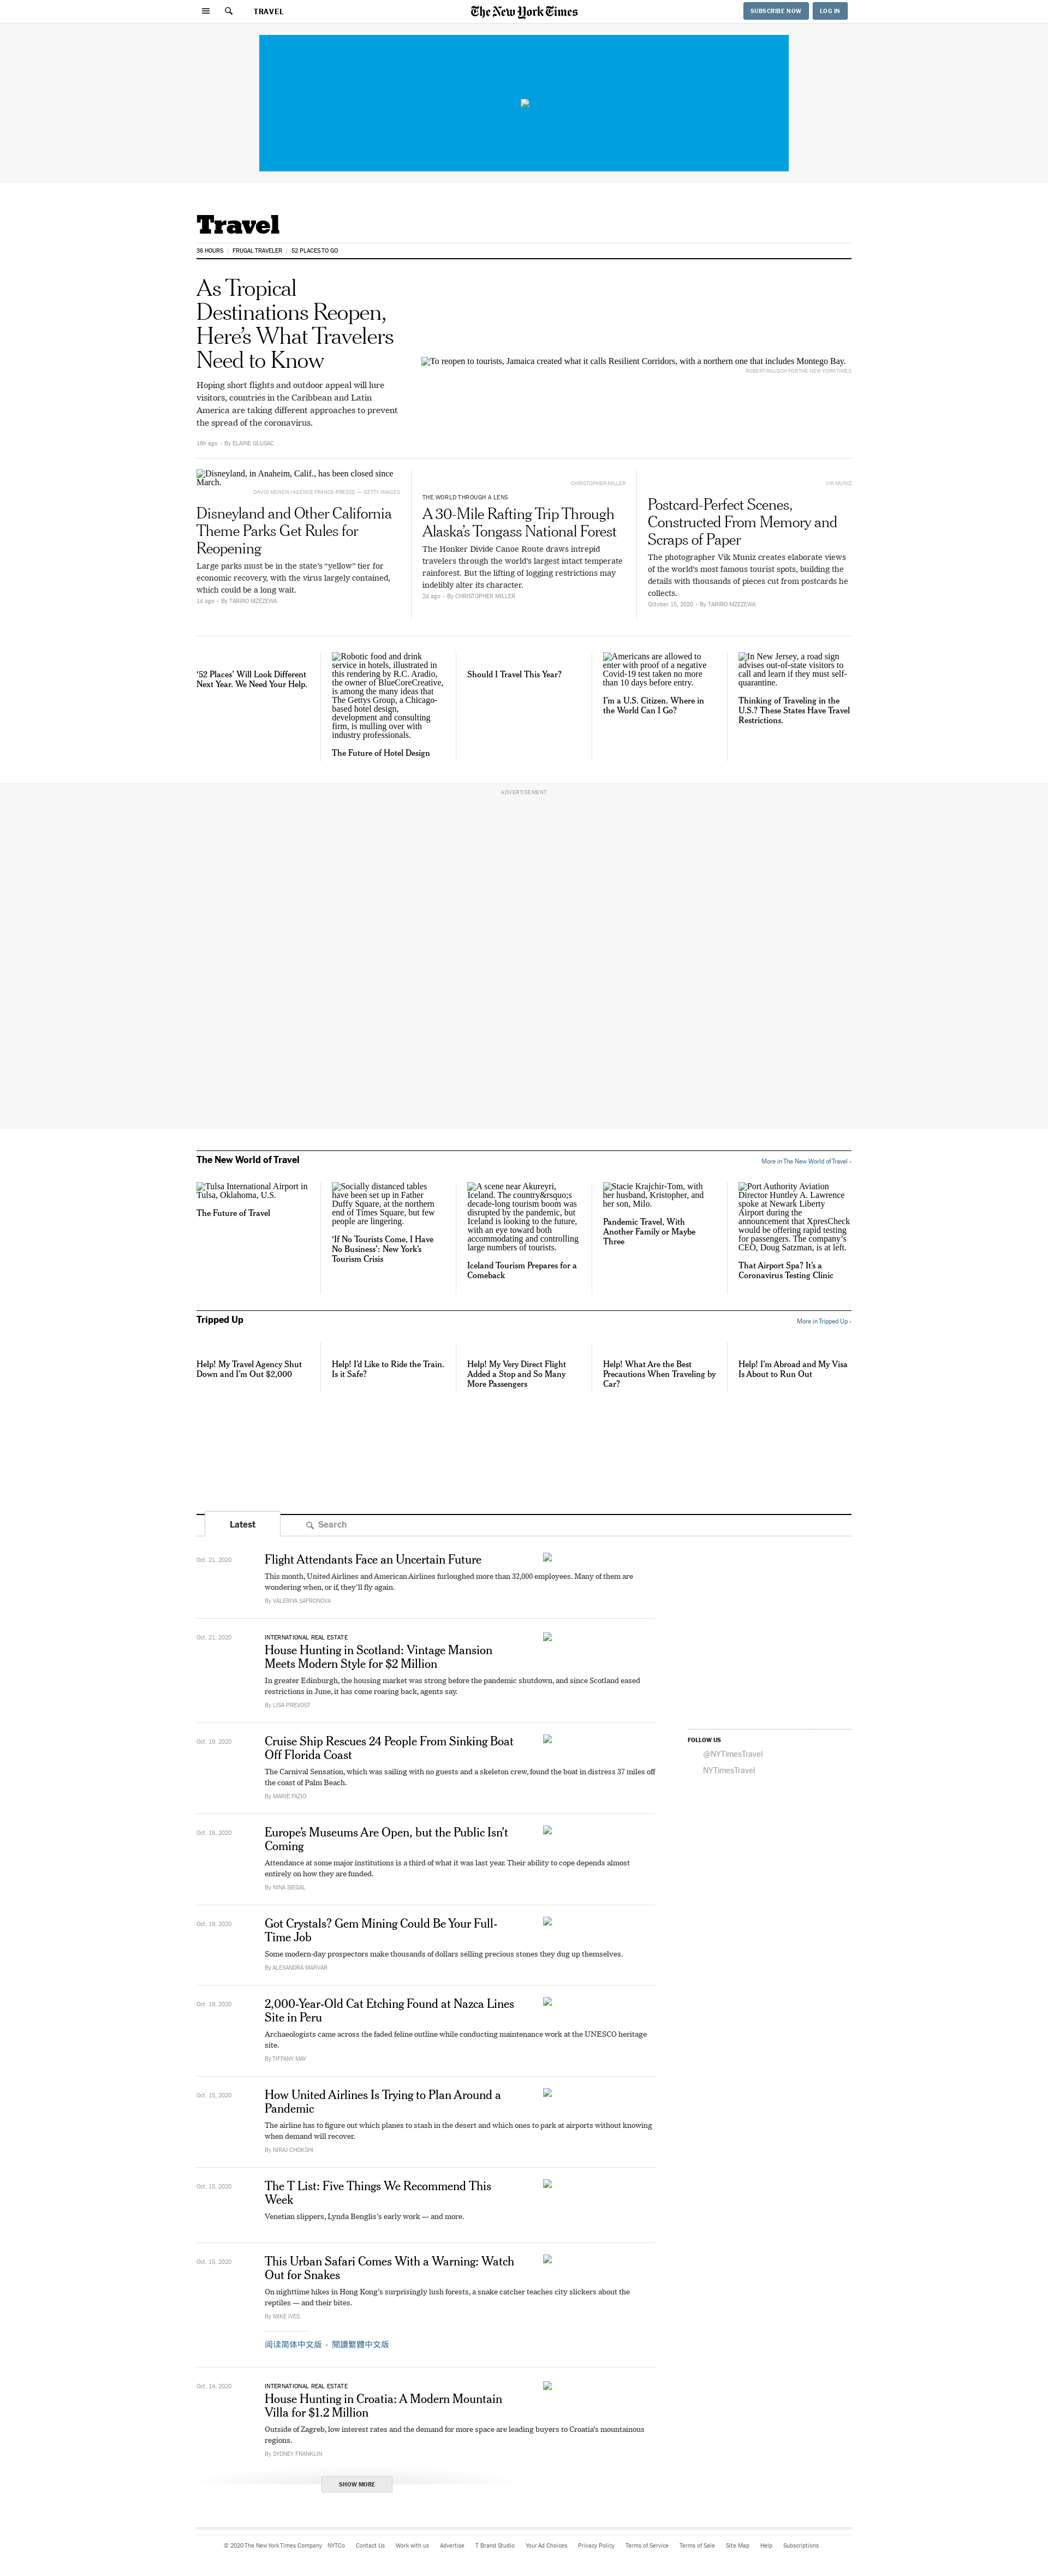 TRAVEL
The New York Times
SUBSCRIBE NOW
LOG IN
Travel
36 HOURS
FRUGAL TRAVELER
52 PLACES TO GO
As Tropical
Destinations Reopen,
Here’s What Travelers
Need to Know
Hoping short flights and outdoor appeal will lure
visitors, countries in the Caribbean and Latin
America are taking different approaches to prevent
the spread of the coronavirus.
18h ago - By ELAINE GLUSAC
To reopen to tourists, Jamaica created what it calls Resilient Corridors, with a northern one that includes Montego Bay.
ROBERT RAUSCH FOR THE NEW YORK TIMES
Disneyland, in Anaheim, Calif., has been closed since
March.
DAVID MCNEW/AGENCE FRANCE-PRESSE — GETTY IMAGES
Disneyland and Other California
Theme Parks Get Rules for
Reopening
Large parks must be in the state’s “yellow” tier for
economic recovery, with the virus largely contained,
which could be a long wait.
1d ago - By TARIRO MZEZEWA
CHRISTOPHER MILLER
THE WORLD THROUGH A LENS
A 30-Mile Rafting Trip Through
Alaska’s Tongass National Forest
The Honker Divide Canoe Route draws intrepid
travelers through the world’s largest intact temperate
rainforest. But the lifting of logging restrictions may
indelibly alter its character.
2d ago - By CHRISTOPHER MILLER
VIK MUNIZ
Postcard-Perfect Scenes,
Constructed From Memory and
Scraps of Paper
The photographer Vik Muniz creates elaborate views
of the world’s most famous tourist spots, building the
details with thousands of pieces cut from postcards he
collects.
October 15, 2020 - By TARIRO MZEZEWA
‘52 Places’ Will Look Different
Next Year. We Need Your Help.
Robotic food and drink
service in hotels, illustrated in
this rendering by R.C. Aradio,
the owner of BlueCoreCreative,
is among the many ideas that
The Gettys Group, a Chicago-
based hotel design,
development and consulting
firm, is mulling over with
industry professionals.
The Future of Hotel Design
Should I Travel This Year?
Americans are allowed to
enter with proof of a negative
Covid-19 test taken no more
than 10 days before entry.
I’m a U.S. Citizen. Where in
the World Can I Go?
In New Jersey, a road sign
advises out-of-state visitors to
call and learn if they must self-
quarantine.
Thinking of Traveling in the
U.S.? These States Have Travel
Restrictions.
ADVERTISEMENT
The New World of Travel
More in The New World of Travel ›
Tulsa International Airport in
Tulsa, Oklahoma, U.S.
The Future of Travel
Socially distanced tables
have been set up in Father
Duffy Square, at the northern
end of Times Square, but few
people are lingering.
‘If No Tourists Come, I Have
No Business’: New York’s
Tourism Crisis
A scene near Akureyri,
Iceland. The country&rsquo;s
decade-long tourism boom was
disrupted by the pandemic, but
Iceland is looking to the future,
with an eye toward both
accommodating and controlling
large numbers of tourists.
Iceland Tourism Prepares for a
Comeback
Stacie Krajchir-Tom, with
her husband, Kristopher, and
her son, Milo.
Pandemic Travel, With
Another Family or Maybe
Three
Port Authority Aviation
Director Huntley A. Lawrence
spoke at Newark Liberty
Airport during the
announcement that XpresCheck
would be offering rapid testing
for passengers. The company’s
CEO, Doug Satzman, is at left.
That Airport Spa? It’s a
Coronavirus Testing Clinic
Tripped Up
More in Tripped Up ›
Help! My Travel Agency Shut
Down and I’m Out $2,000
Help! I’d Like to Ride the Train.
Is it Safe?
Help! My Very Direct Flight
Added a Stop and So Many
More Passengers
Help! What Are the Best
Precautions When Traveling by
Car?
Help! I’m Abroad and My Visa
Is About to Run Out
Latest
Search
Oct. 21, 2020
Flight Attendants Face an Uncertain Future
This month, United Airlines and American Airlines furloughed more than 32,000 employees. Many of them are
wondering when, or if, they’ll fly again.
By VALERIYA SAFRONOVA
Oct. 21, 2020
INTERNATIONAL REAL ESTATE
House Hunting in Scotland: Vintage Mansion
Meets Modern Style for $2 Million
In greater Edinburgh, the housing market was strong before the pandemic shutdown, and since Scotland eased
restrictions in June, it has come roaring back, agents say.
By LISA PREVOST
Oct. 19, 2020
Cruise Ship Rescues 24 People From Sinking Boat
Off Florida Coast
The Carnival Sensation, which was sailing with no guests and a skeleton crew, found the boat in distress 37 miles off
the coast of Palm Beach.
By MARIE FAZIO
FOLLOW US
@NYTimesTravel
NYTimesTravel
Oct. 19, 2020
Europe’s Museums Are Open, but the Public Isn’t
Coming
Attendance at some major institutions is a third of what it was last year. Their ability to cope depends almost
entirely on how they are funded.
By NINA SIEGAL
Oct. 19, 2020
Got Crystals? Gem Mining Could Be Your Full-
Time Job
Some modern-day prospectors make thousands of dollars selling precious stones they dug up themselves.
By ALEXANDRA MARVAR
Oct. 18, 2020
2,000-Year-Old Cat Etching Found at Nazca Lines
Site in Peru
Archaeologists came across the faded feline outline while conducting maintenance work at the UNESCO heritage
site.
By TIFFANY MAY
Oct. 15, 2020
How United Airlines Is Trying to Plan Around a
Pandemic
The airline has to figure out which planes to stash in the desert and which ones to park at airports without knowing
when demand will recover.
By NIRAJ CHOKSHI
Oct. 15, 2020
The T List: Five Things We Recommend This
Week
Venetian slippers, Lynda Benglis’s early work — and more.
Oct. 15, 2020
This Urban Safari Comes With a Warning: Watch
Out for Snakes
On nighttime hikes in Hong Kong’s surprisingly lush forests, a snake catcher teaches city slickers about the
reptiles — and their bites.
By MIKE IVES
阅读简体中文版 - 閱讀繁體中文版
Oct. 14, 2020
INTERNATIONAL REAL ESTATE
House Hunting in Croatia: A Modern Mountain
Villa for $1.2 Million
Outside of Zagreb, low interest rates and the demand for more space are leading buyers to Croatia’s mountainous
regions.
By SYDNEY FRANKLIN
SHOW MORE
© 2020 The New York Times Company NYTCo Contact Us Work with us Advertise T Brand Studio Your Ad Choices Privacy Policy Terms of Service Terms of Sale Site Map Help Subscriptions